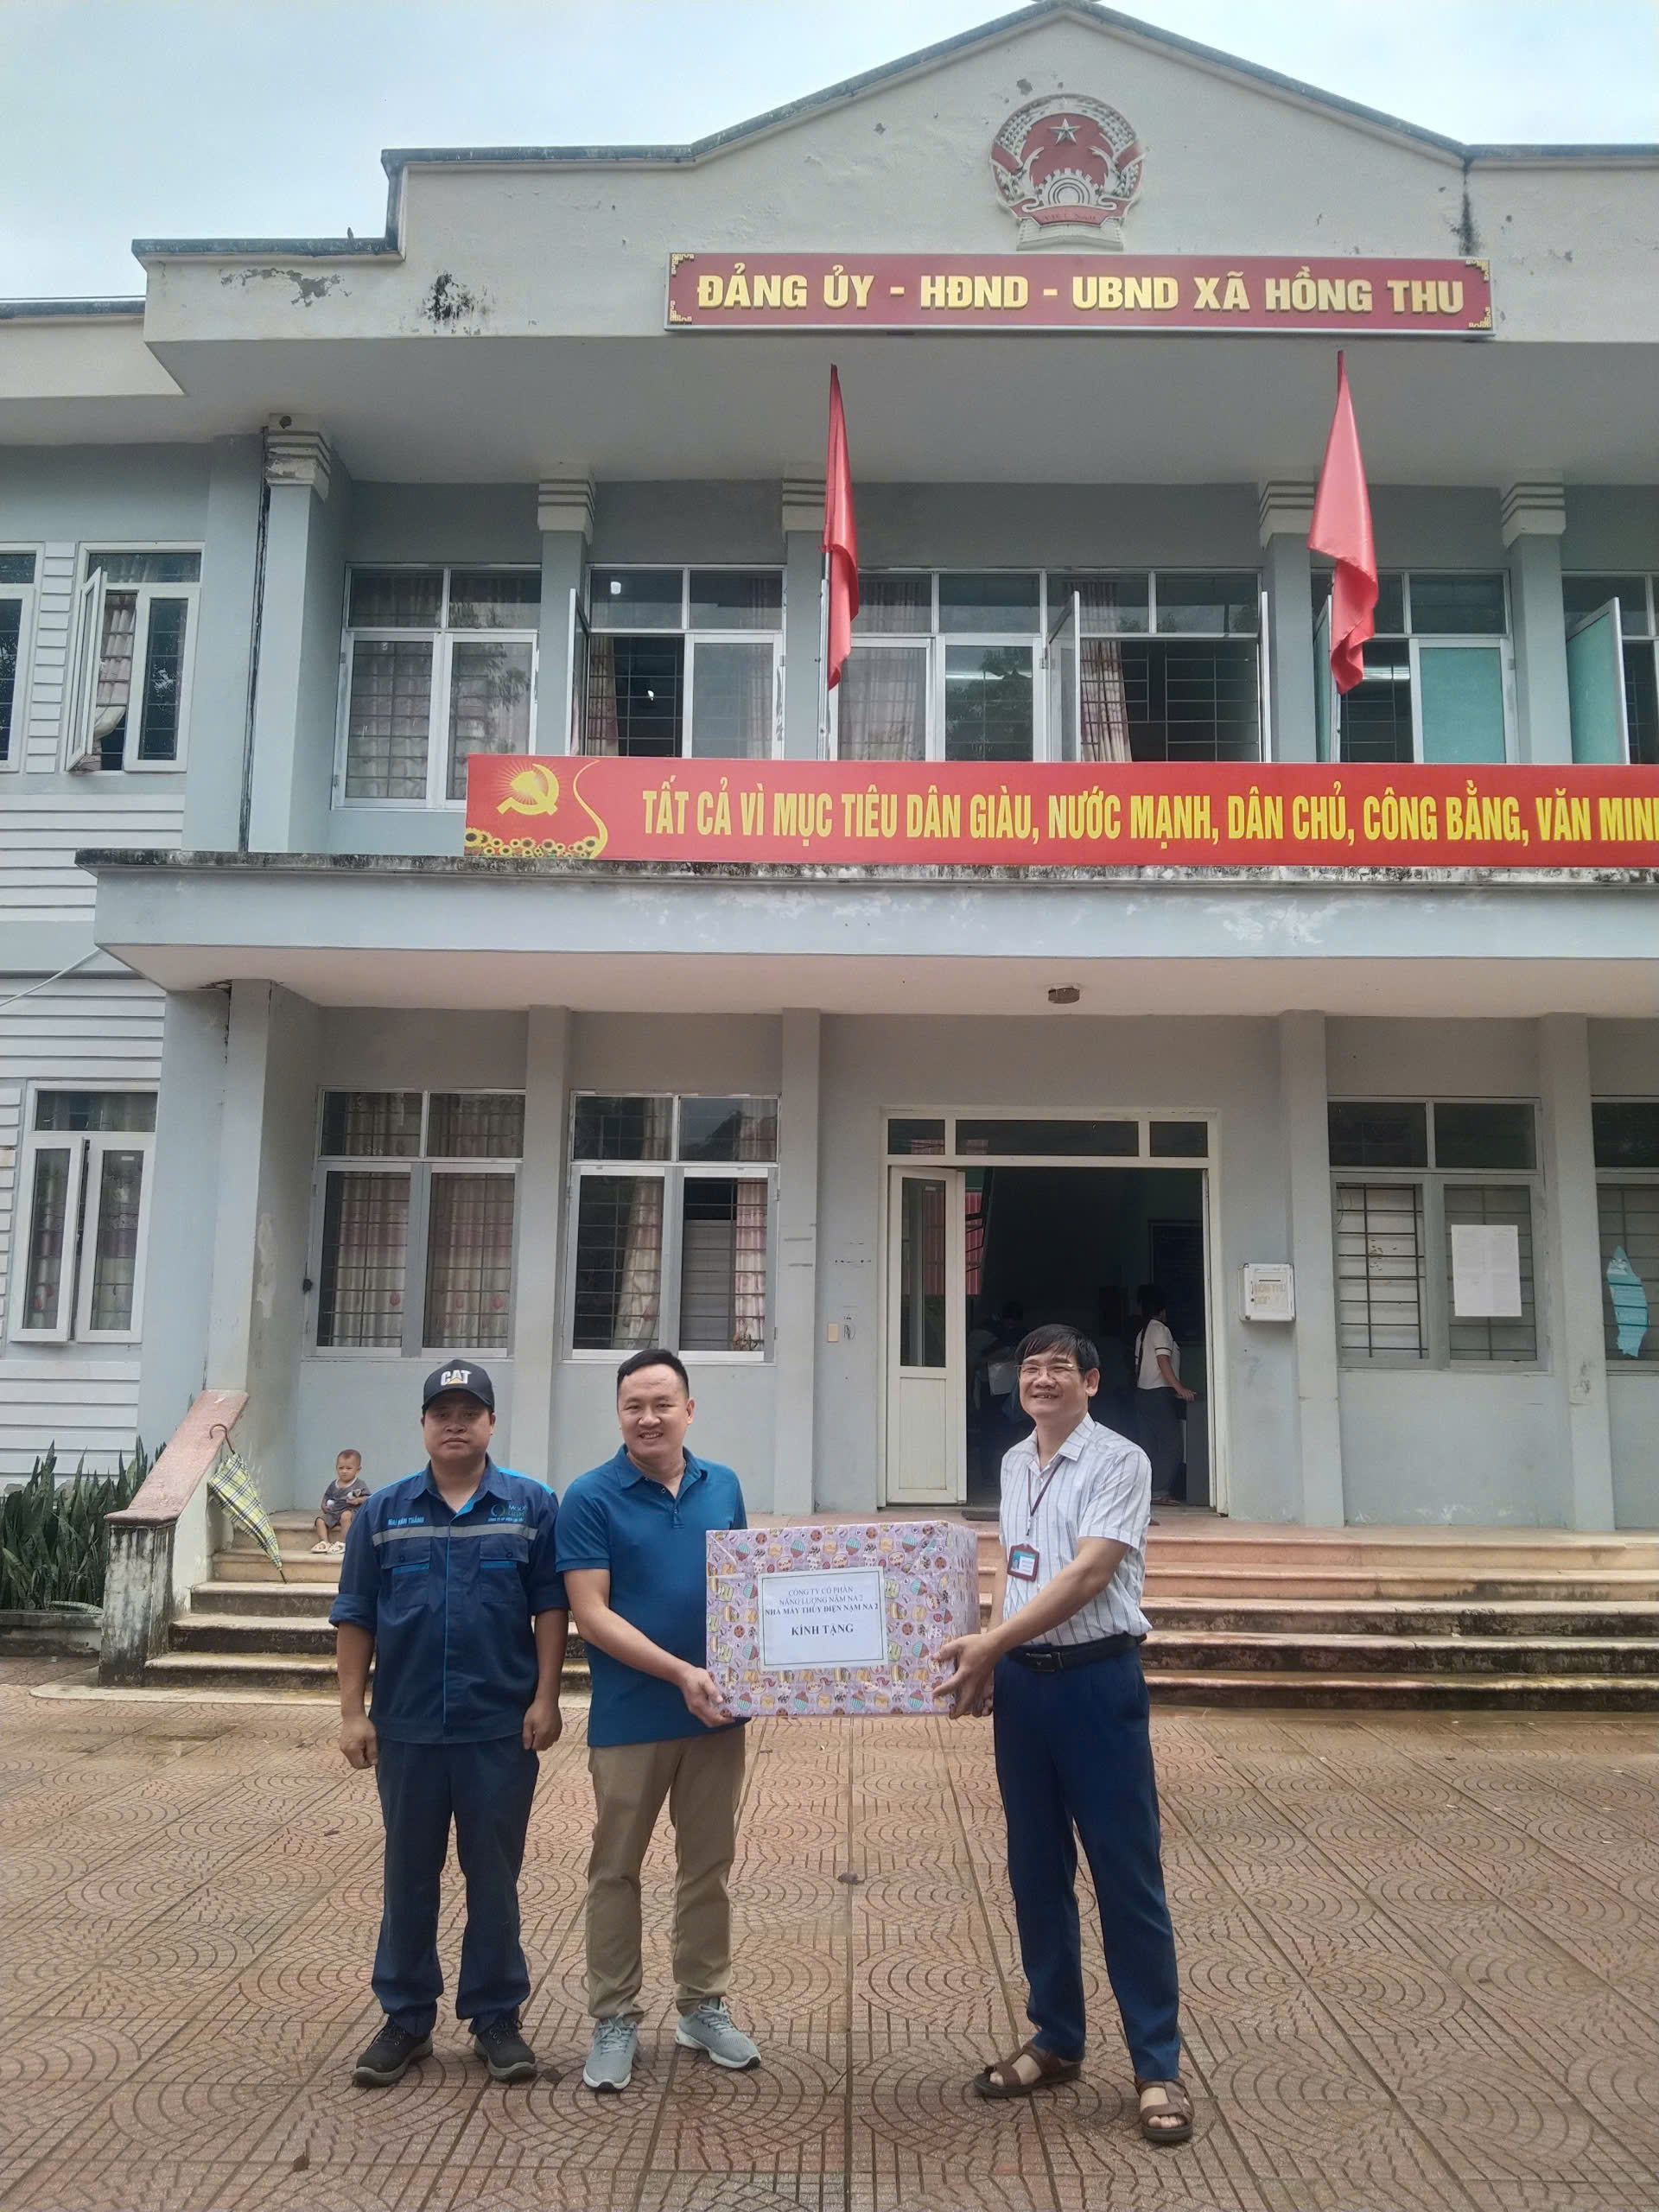 VIỆT NAM
ĐẢNG ỦY - HĐND - UBND XÃ HỒNG THU
TẤT CẢ VÌ MỤC TIÊU DÂN GIÀU, NƯỚC MẠNH, DÂN CHỦ, CÔNG BẰNG, VĂN MINH
CAT
CÔNG TY CỔ PHẦN
NĂNG LƯỢNG NẬM NA 2
NHÀ MÁY THỦY ĐIỆN NẬM NA 2
KÍNH TẶNG